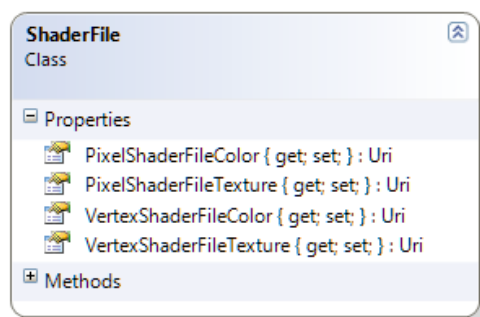 ShaderFile
Class
Properties
PixelShaderFileColor { get; set; } : Uri
PixelShaderFileTexture { get; set; } : Uri
VertexShaderFileColor { get; set; } : Uri
VertexShaderFileTexture { get; set; } : Uri
Methods